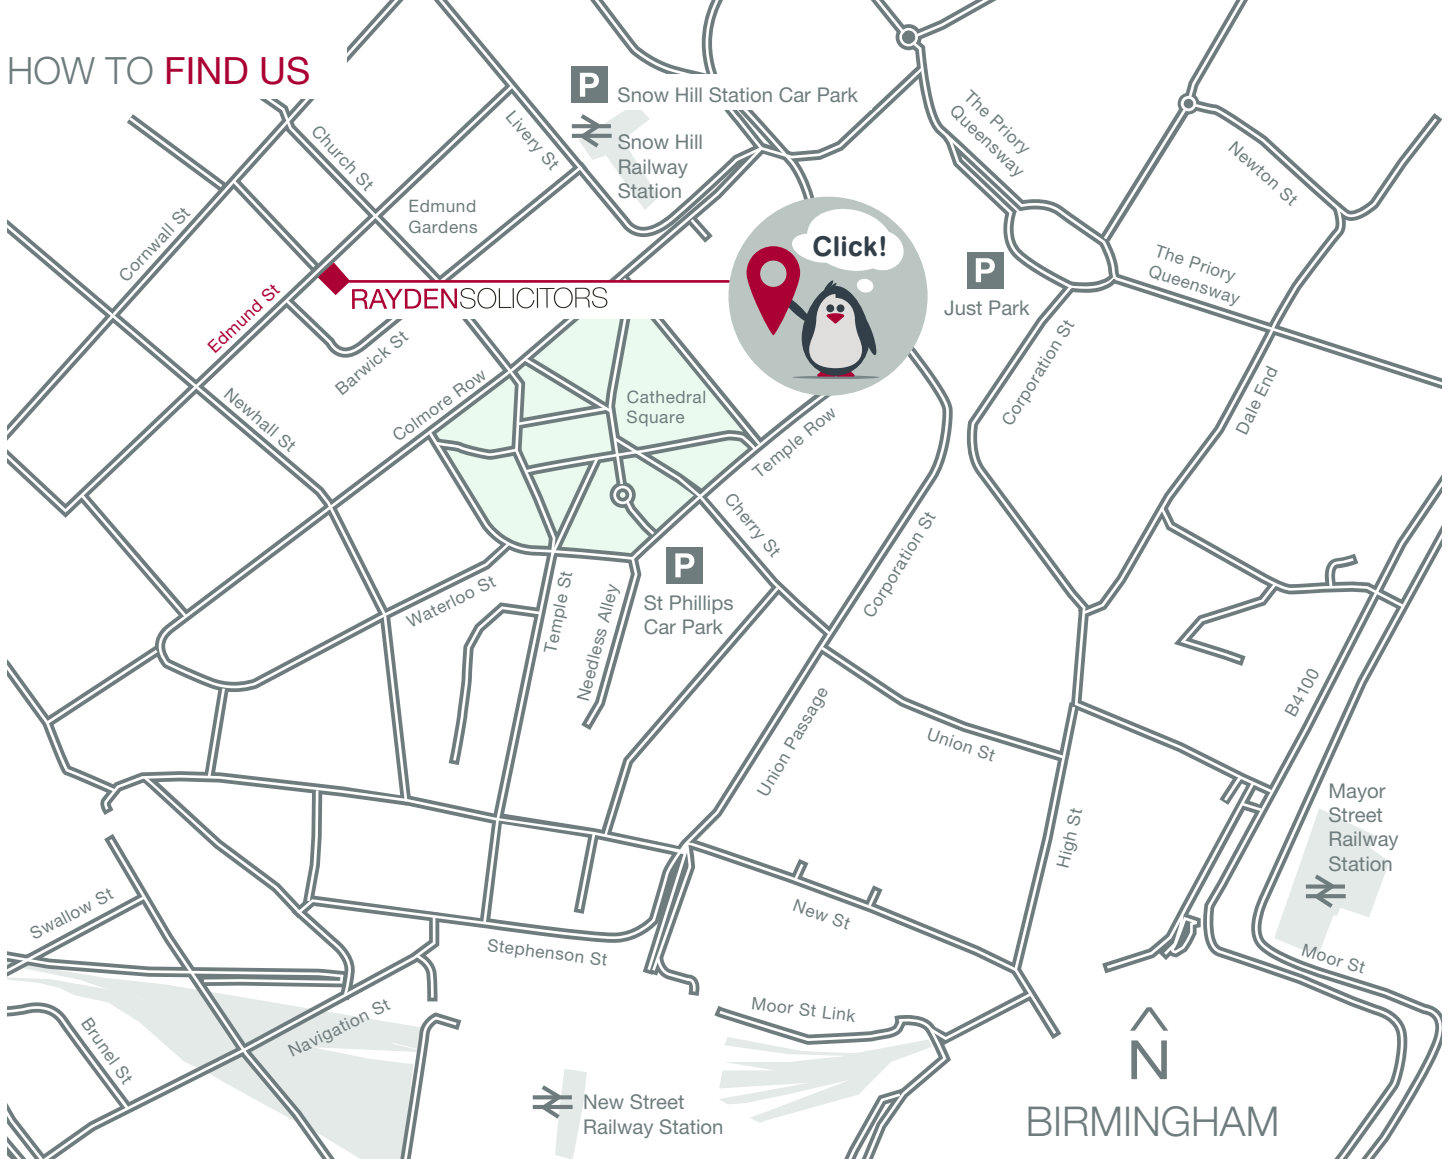 HOW TO FIND US
P
Snow Hill Station Car Park
Snow Hill
Railway
Station
Church St
Livery St
Edmund
Gardens
Cornwall St
Edmund St
RAYDENSOLICITORS
Click!
The Priory
Queensway
Newton St
The Priory
Queensway
P
Just Park
Barwick St
Newhall St
Colmore Row
Cathedral
Square
Temple Row
Corporation St
Dale End
Cherry St
Corporation St
P
St Phillips
Car Park
Waterloo St
Temple St
Needless Alley
Union Passage
Union St
B4100
High St
Mayor
Street
Railway
Station
Swallow St
Stephenson St
New St
Moor St
Brunel St
Navigation St
Moor St Link
New Street
Railway Station
N
BIRMINGHAM